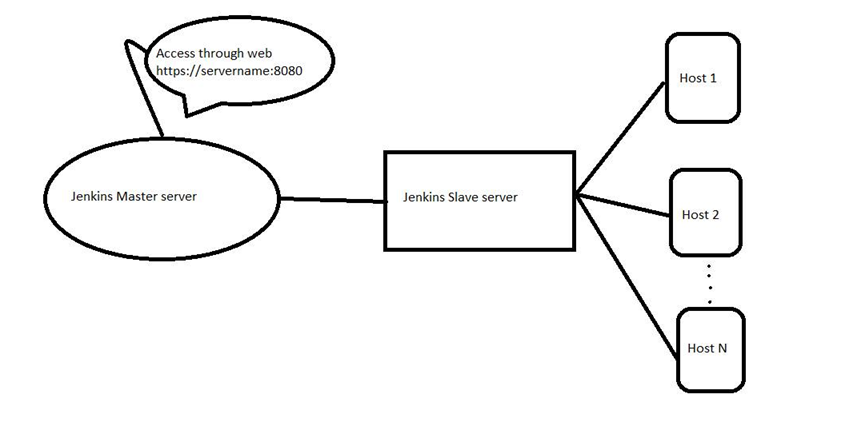 Access through web
https://servername:8080
Jenkins Master server
Jenkins Slave server
Host 1
Host 2
Host N